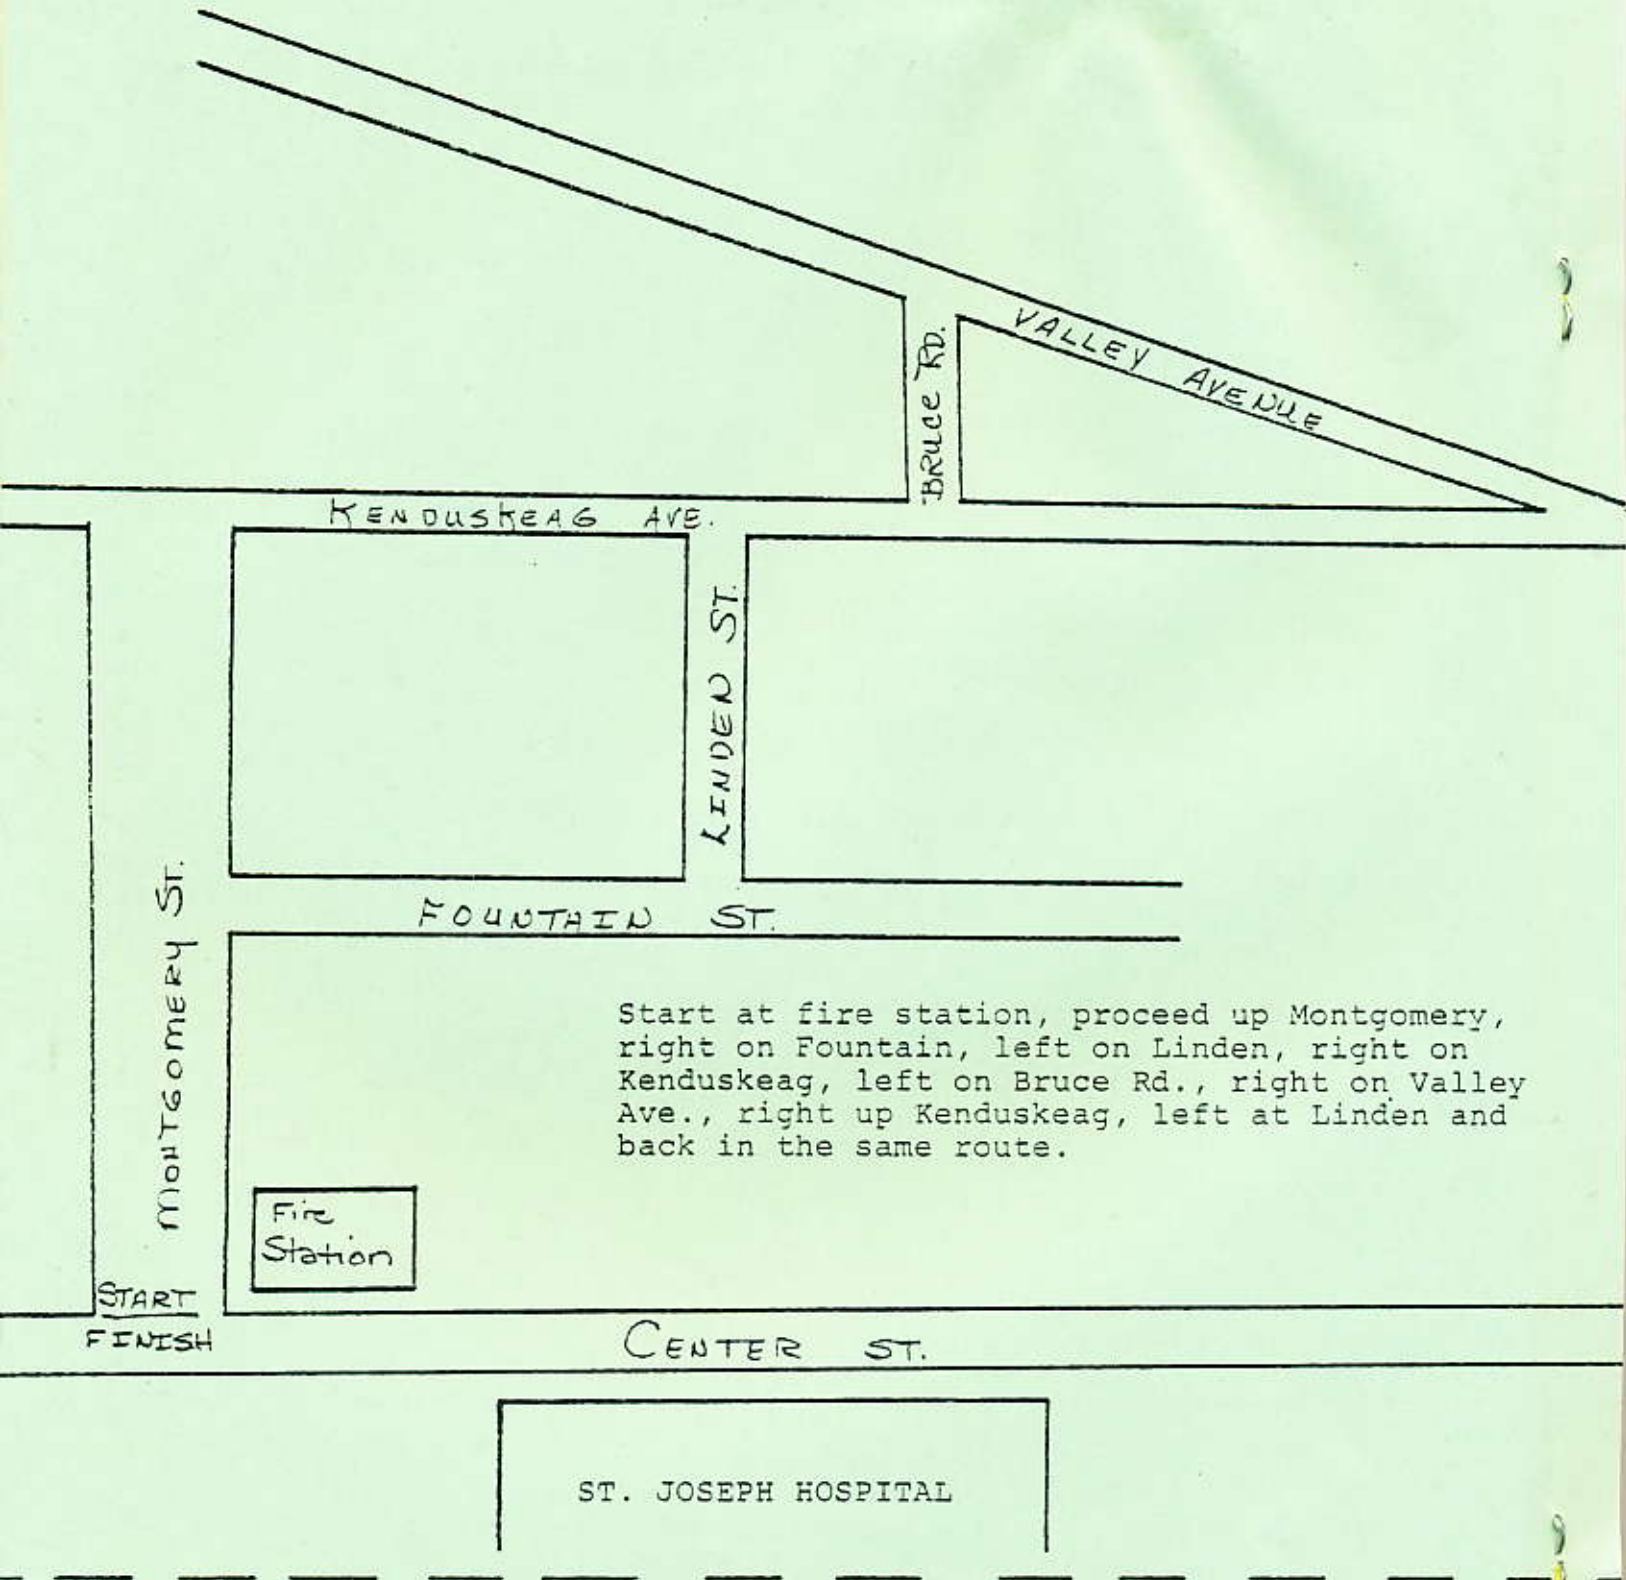 VALLEY AVENUE
BRUCE RD.
KENDUSKEAG AVE.
LINDEN ST.
MONTGOMERY ST.
FOUNTAIN ST.
Start at fire station, proceed up Montgomery,
right on Fountain, left on Linden, right on
Kenduskeag, left on Bruce Rd., right on Valley
Ave., right up Kenduskeag, left at Linden and
back in the same route.
Fire
Station
START
FINISH
CENTER ST.
ST. JOSEPH HOSPITAL